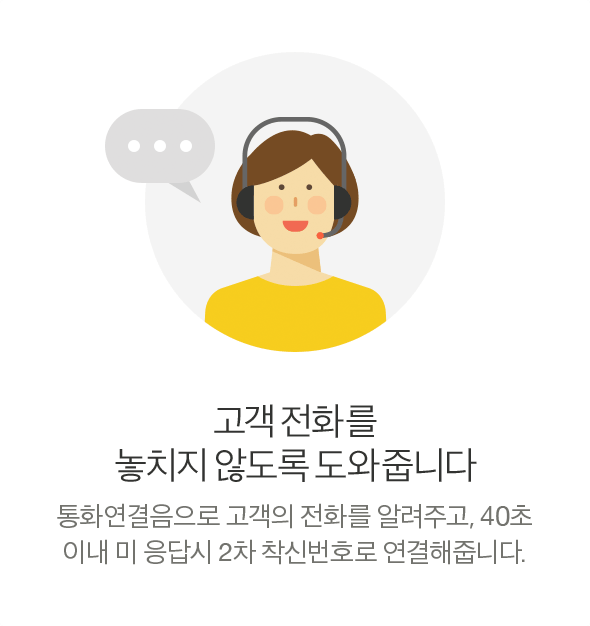 고객 전화를
놓치지 않도록 도와줍니다
통화연결음으로 고객의 전화를 알려주고, 40초
이내 미 응답시 2차 착신번호로 연결해줍니다.